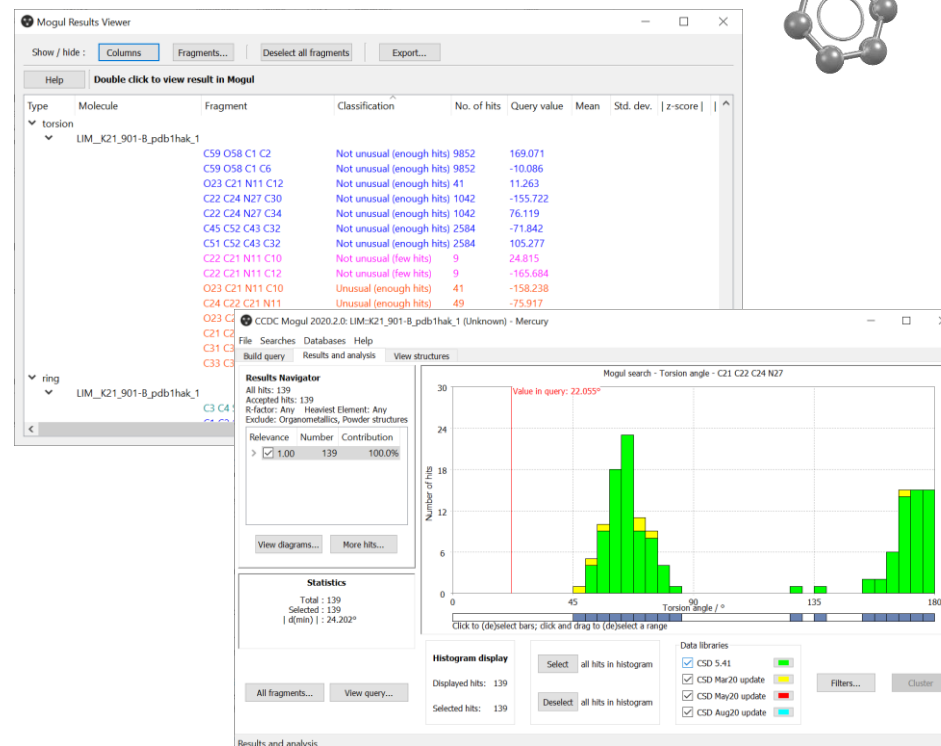 Mogul Results Viewer
Show / hide : Columns Fragments... Deselect all fragments Export...
Help Double click to view result in Mogul
Type Molecule Fragment Classification No. of hits Query value Mean Std. dev. | z-score | |
torsion
LIM__K21_901-B_pdb1hak_1
C59 O58 C1 C2 Not unusual (enough hits) 9852 169.071
C59 O58 C1 C6 Not unusual (enough hits) 9852 -10.086
O23 C21 N11 C12 Not unusual (enough hits) 41 11.263
C22 C24 N27 C30 Not unusual (enough hits) 1042 -155.722
C22 C24 N27 C34 Not unusual (enough hits) 1042 76.119
C45 C52 C43 C32 Not unusual (enough hits) 2584 -71.842
C51 C52 C43 C32 Not unusual (enough hits) 2584 105.277
C22 C21 N11 C10 Not unusual (few hits) 9 24.815
C22 C21 N11 C12 Not unusual (few hits) 9 -165.684
O23 C21 N11 C10 Unusual (enough hits) 41 -158.238
C24 C22 C21 N11 Unusual (enough hits) 49 -75.917
O23
C21
C31
C33
ring
LIM__K21_901-B_pdb1hak_1
C3 C4
CCDC Mogul 2020.2.0: LIM::K21_901-B_pdb1hak_1 (Unknown) - Mercury
File Searches Databases Help
Build query Results and analysis View structures
Results Navigator
All hits: 139
Accepted hits: 139
R-factor: Any Heaviest Element: Any
Exclude: Organometallics, Powder structures
Relevance Number Contribution
1.00 139 100.0%
View diagrams... More hits...
Statistics
Total : 139
Selected : 139
| d(min) | : 24.202°
All fragments... View query...
Mogul search - Torsion angle - C21 C22 C24 N27
Value in query: 22.055°
Number of hits
30
24
18
12
6
0
0 45 90 135 180
Torsion angle / °
Click to (de)select bars; click and drag to (de)select a range
Histogram display
Displayed hits: 139
Selected hits: 139
Select all hits in histogram
Deselect all hits in histogram
Data libraries
CSD 5.41
CSD Mar20 update
CSD May20 update
CSD Aug20 update
Filters... Cluster
Results and analysis